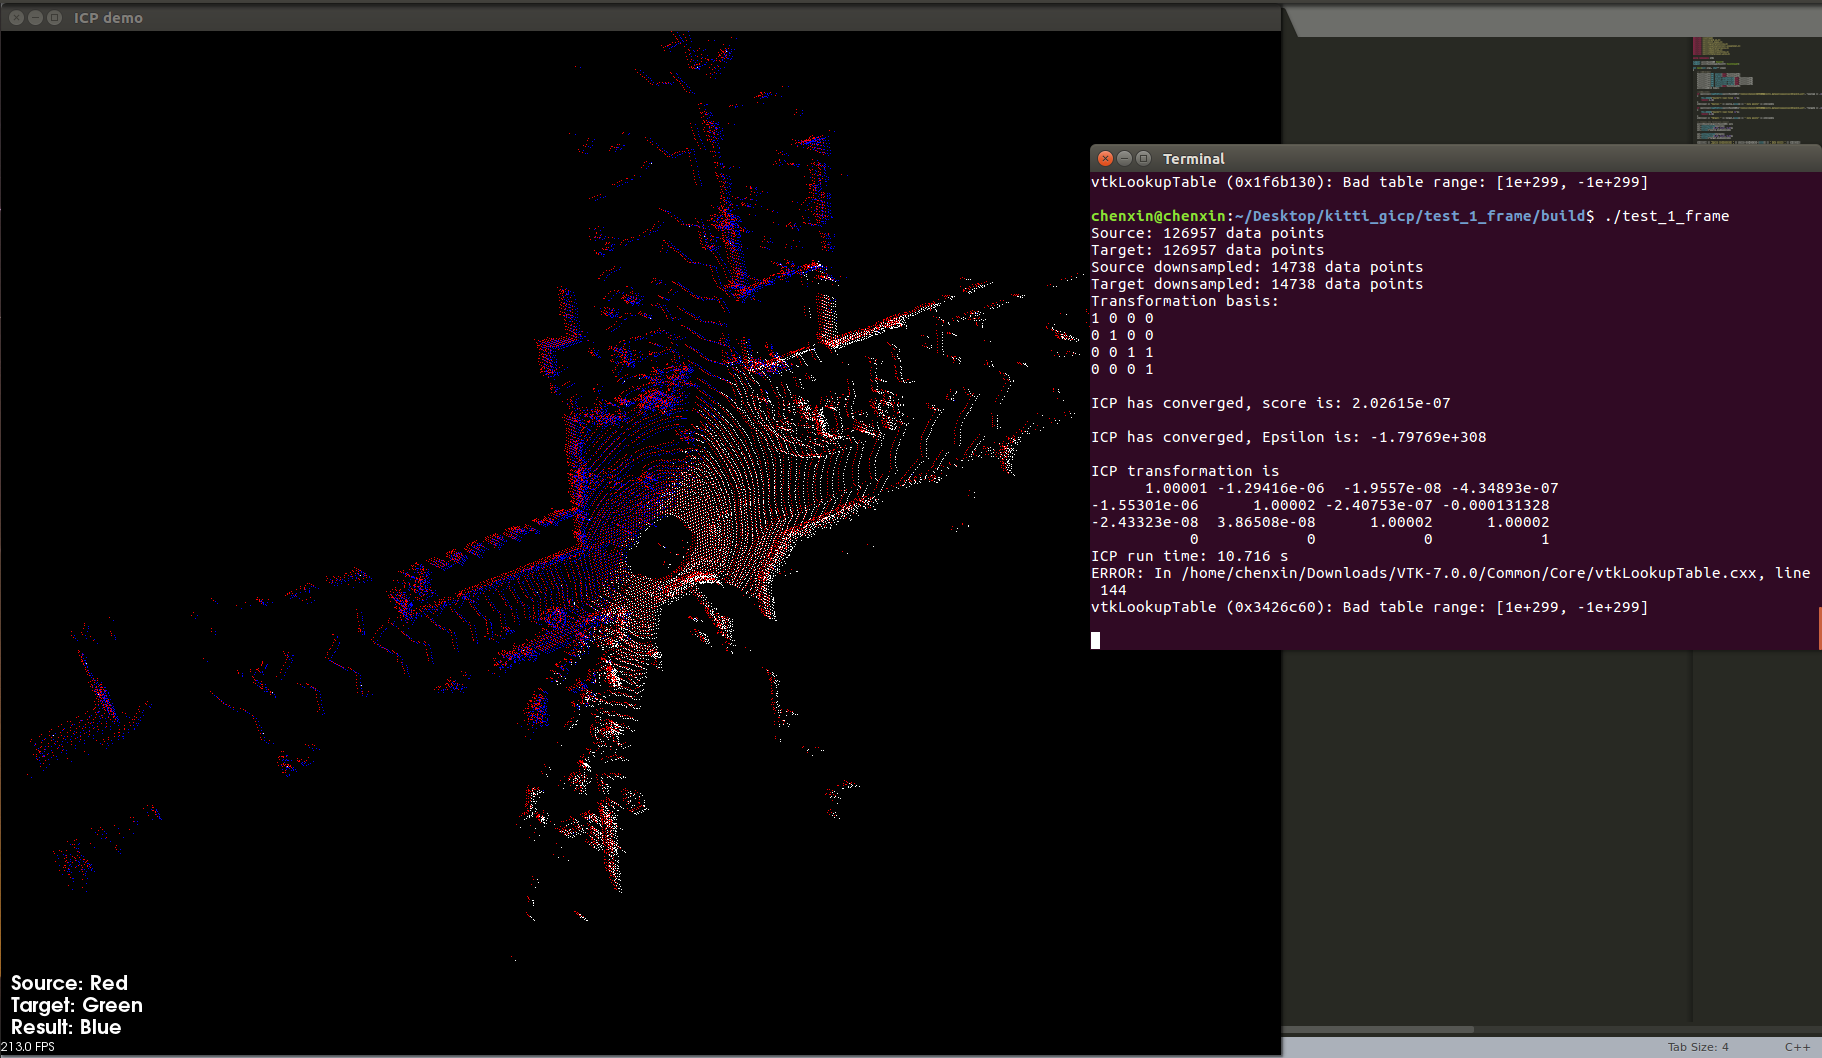 ICP demo
Terminal
vtkLookupTable (0x1f6b130): Bad table range: [1e+299, -1e+299]
chenxin@chenxin:~/Desktop/kitti_gicp/test_1_frame/build$ ./test_1_frame
Source: 126957 data points
Target: 126957 data points
Source downsampled: 14738 data points
Target downsampled: 14738 data points
Transformation basis:
1 0 0 0
0 1 0 0
0 0 1 1
0 0 0 1
ICP has converged, score is: 2.02615e-07
ICP has converged, Epsilon is: -1.79769e+308
ICP transformation is
1.00001 -1.29416e-06 -1.9557e-08 -4.34893e-07
-1.55301e-06 1.00002 -2.40753e-07 -0.000131328
-2.43323e-08 3.86508e-08 1.00002 1.00002
0 0 0 1
ICP run time: 10.716 s
ERROR: In /home/chenxin/Downloads/VTK-7.0.0/Common/Core/vtkLookupTable.cxx, line
144
vtkLookupTable (0x3426c60): Bad table range: [1e+299, -1e+299]
Source: Red
Target: Green
Result: Blue
213.0 FPS
Tab Size: 4
C++